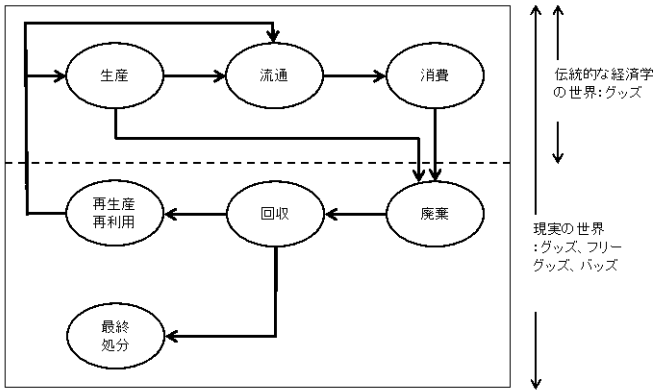 生産
流通
消費
伝統的な経済学
の世界:グッズ
再生産
再利用
回収
廃棄
現実の世界
:グッズ、フリー
グッズ、バッズ
最終
処分